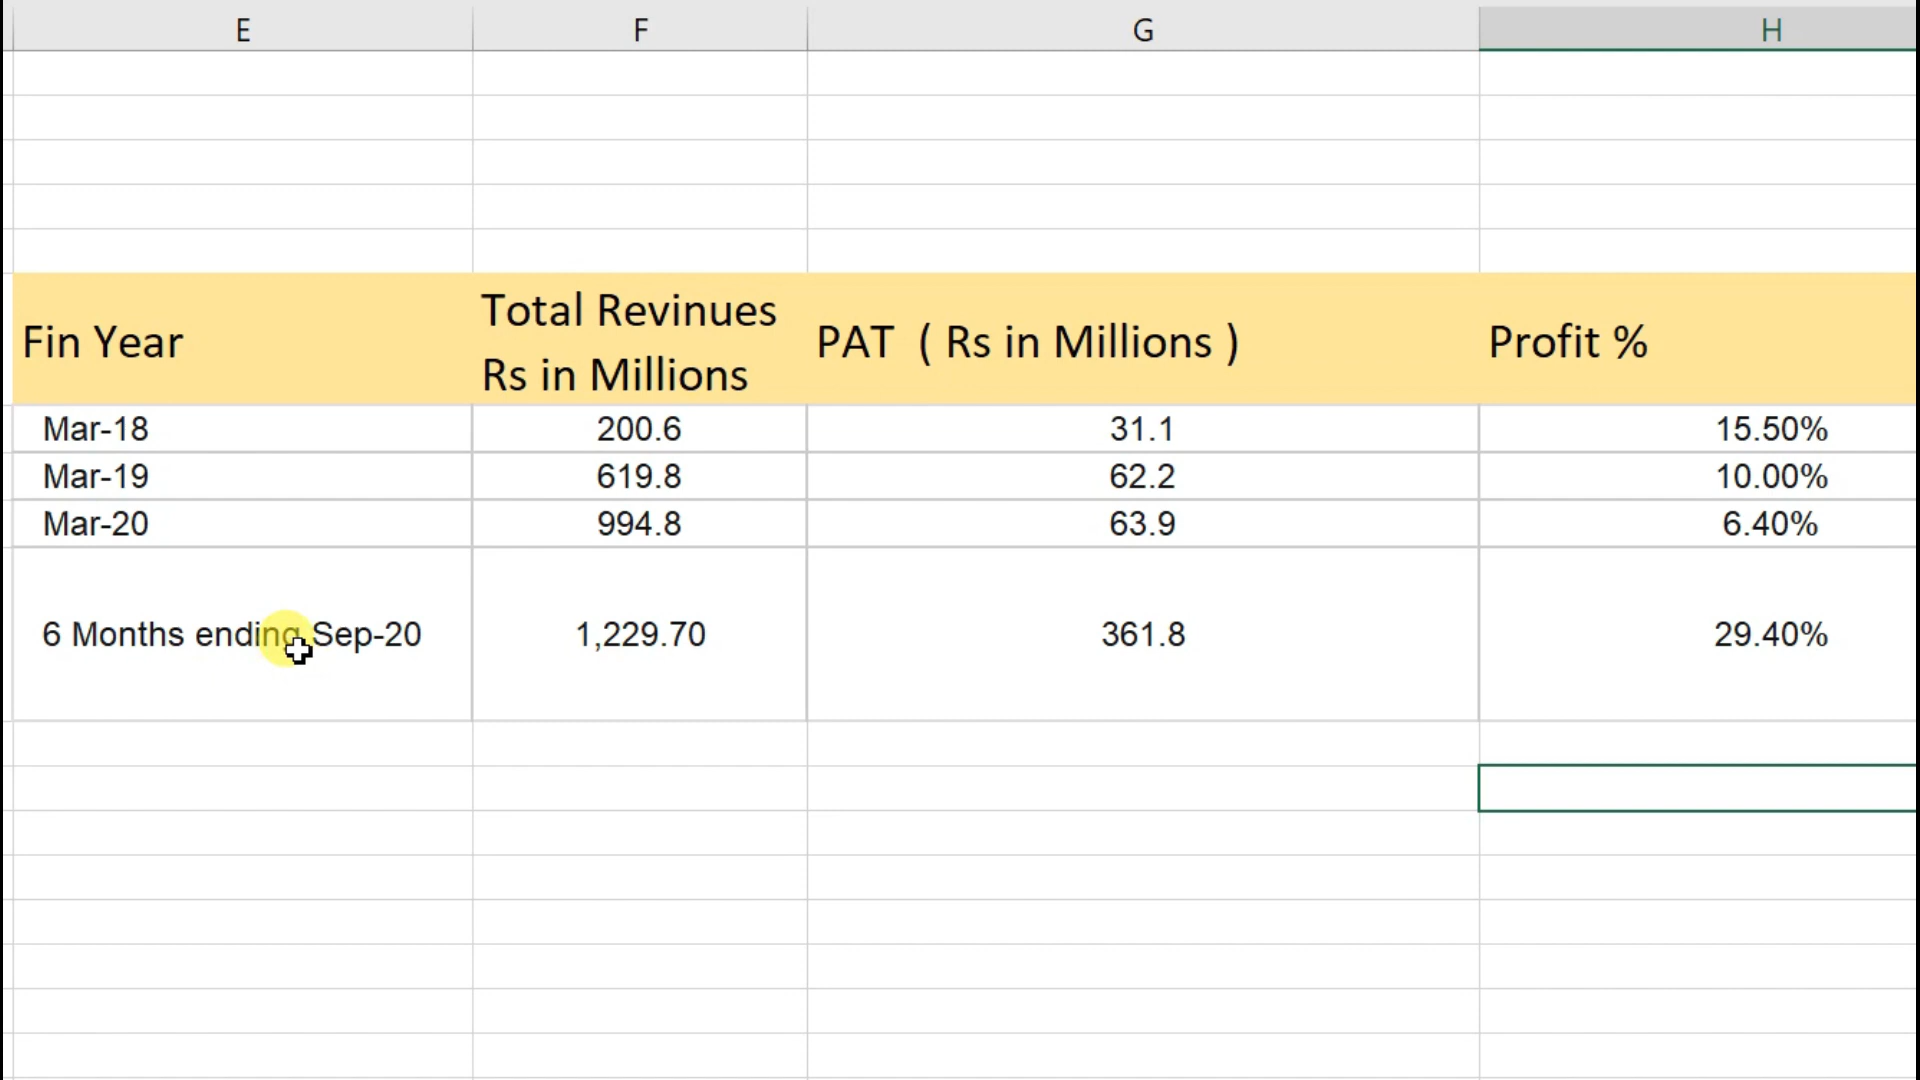 E F G H
Fin Year
Total Revinues
Rs in Millions
PAT ( Rs in Millions )
Profit %
Mar-18 200.6 31.1 15.50%
Mar-19 619.8 62.2 10.00%
Mar-20 994.8 63.9 6.40%
6 Months ending Sep-20 1,229.70 361.8 29.40%